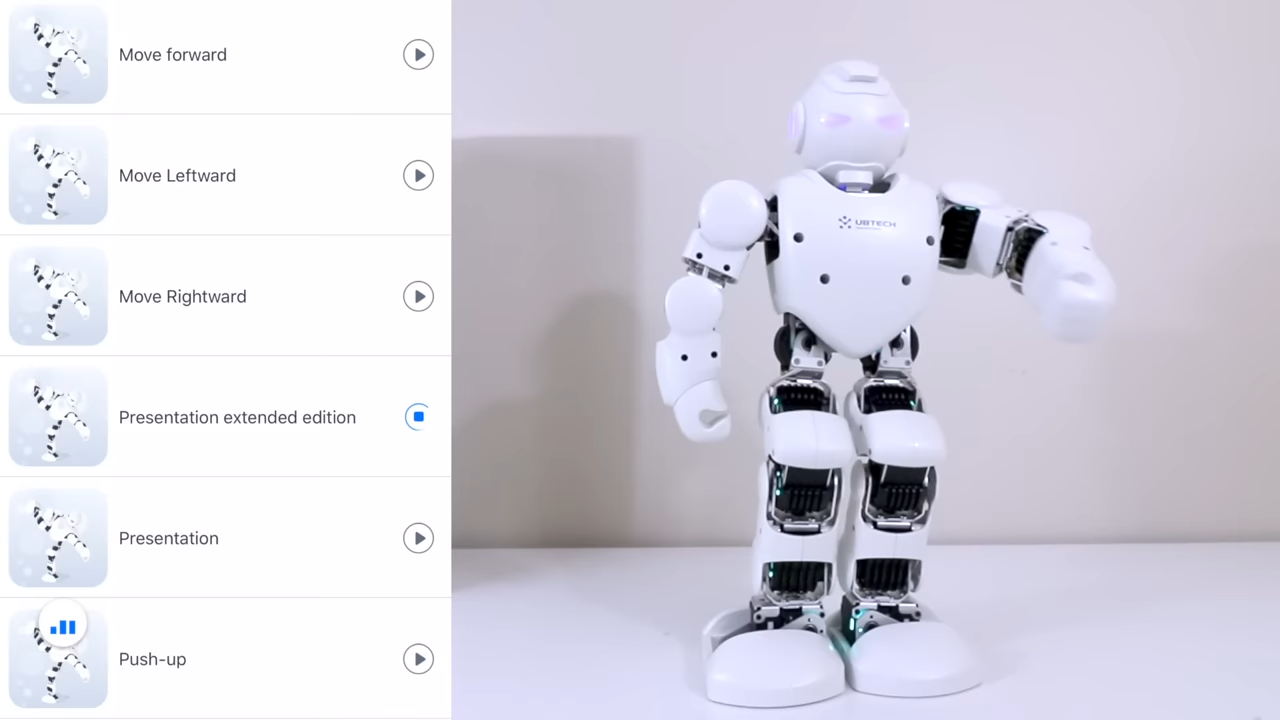 Move forward
Move Leftward
Move Rightward
Presentation extended edition
Presentation
Push-up
UBTECH